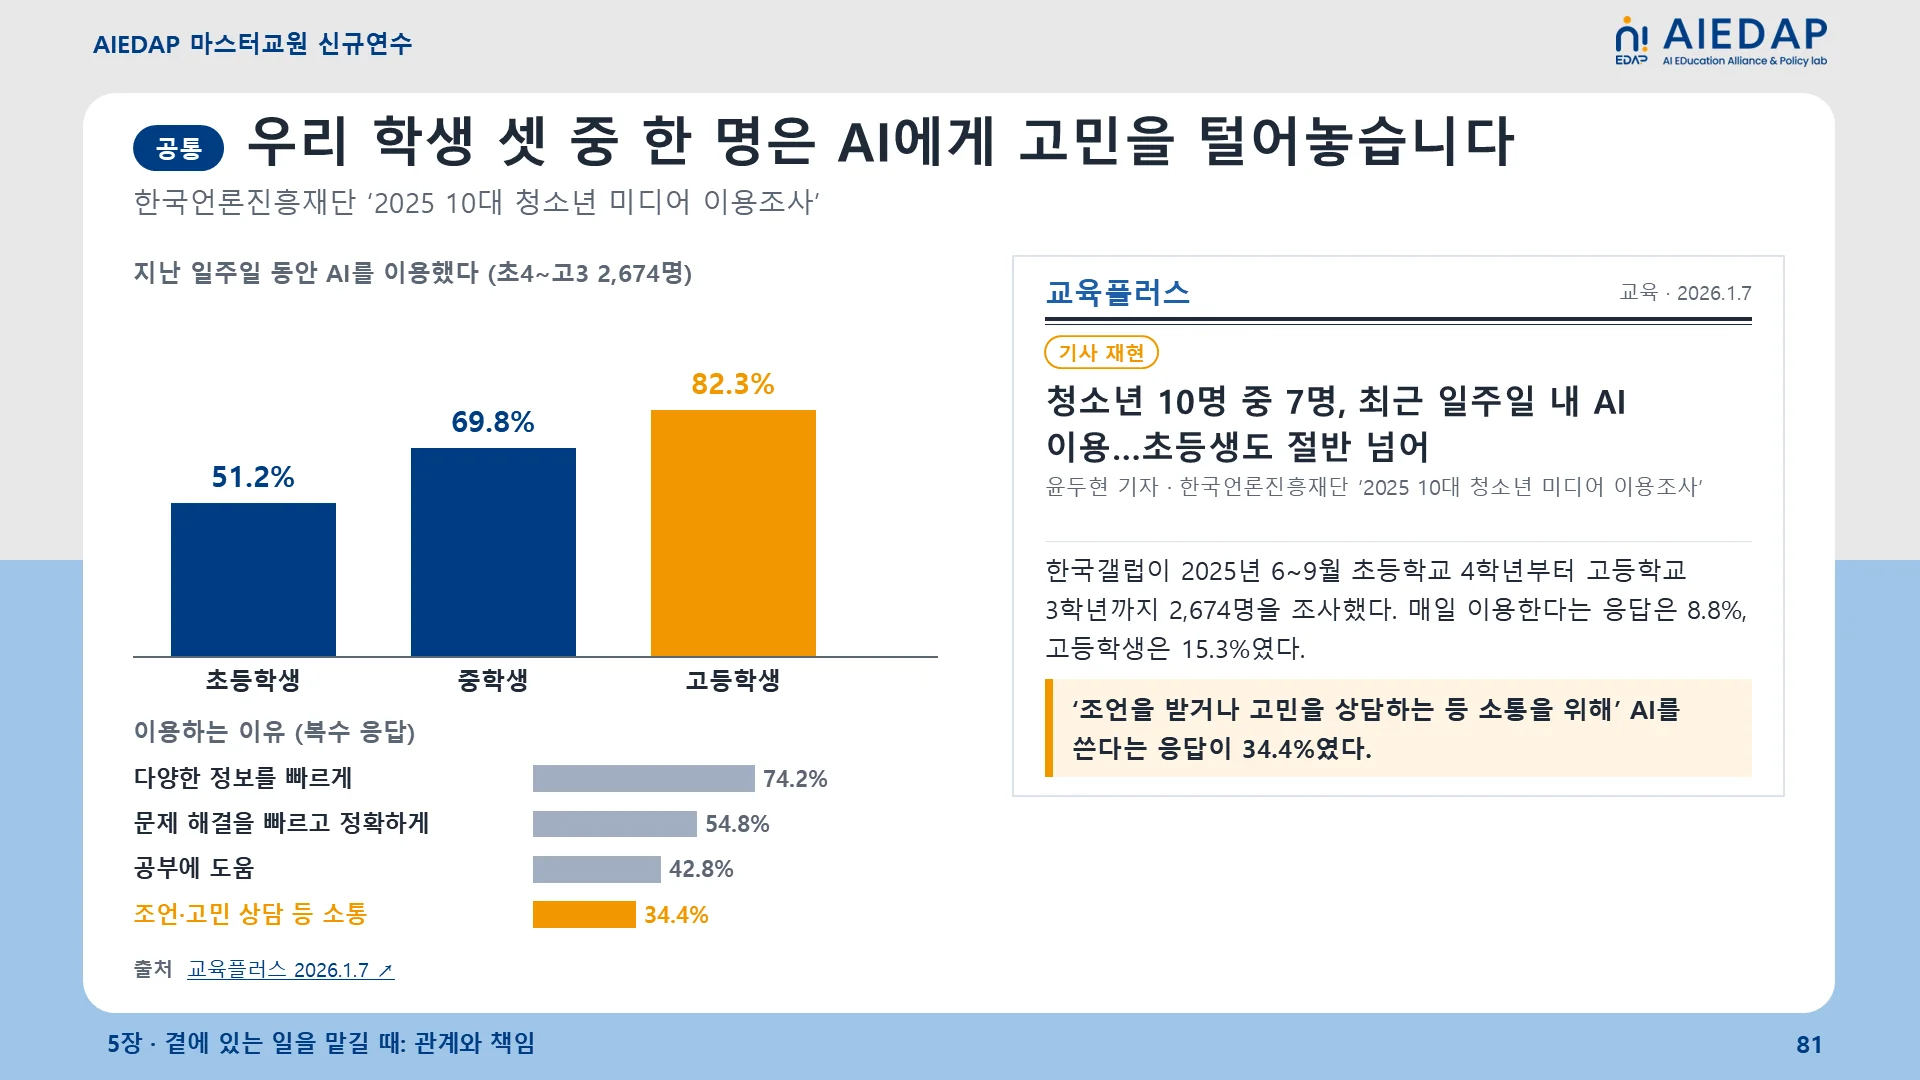 AIEDAP 마스터교원 신규연수
EDAP
AIEDAP
AI EDucation Alliance & Policy lab
공통
우리 학생 셋 중 한 명은 AI에게 고민을 털어놓습니다
한국언론진흥재단 ‘2025 10대 청소년 미디어 이용조사’
지난 일주일 동안 AI를 이용했다 (초4~고3 2,674명)
51.2%
69.8%
82.3%
초등학생
중학생
고등학생
이용하는 이유 (복수 응답)
다양한 정보를 빠르게 74.2%
문제 해결을 빠르고 정확하게 54.8%
공부에 도움 42.8%
조언·고민 상담 등 소통 34.4%
출처 교육플러스 2026.1.7 ↗
교육플러스
교육 · 2026.1.7
기사 재현
청소년 10명 중 7명, 최근 일주일 내 AI
이용…초등생도 절반 넘어
윤두현 기자 · 한국언론진흥재단 ‘2025 10대 청소년 미디어 이용조사’
한국갤럽이 2025년 6~9월 초등학교 4학년부터 고등학교
3학년까지 2,674명을 조사했다. 매일 이용한다는 응답은 8.8%,
고등학생은 15.3%였다.
‘조언을 받거나 고민을 상담하는 등 소통을 위해’ AI를
쓴다는 응답이 34.4%였다.
5장 · 곁에 있는 일을 맡길 때: 관계와 책임
81